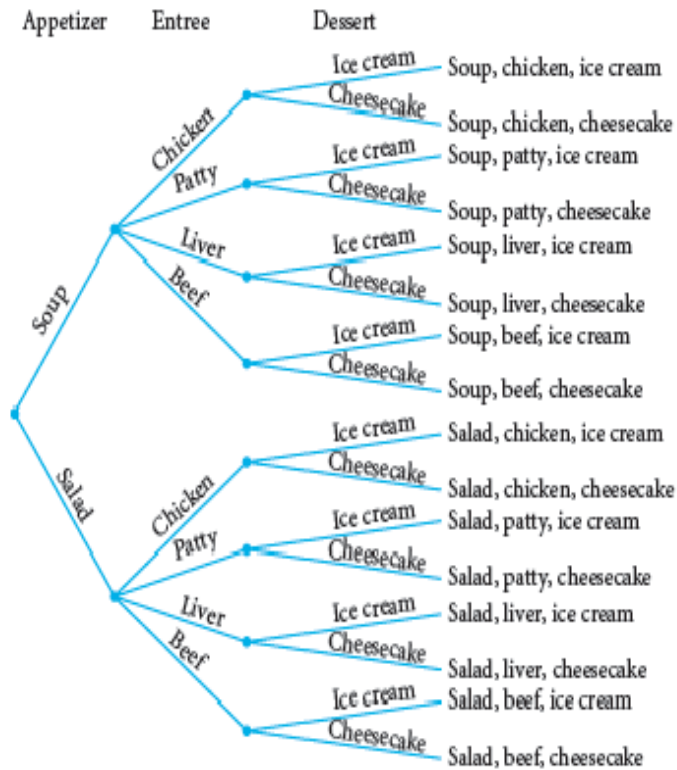 Appetizer Entree Dessert
Ice cream Soup, chicken, ice cream
Cheesecake Soup, chicken, cheesecake
Chicken
Ice cream Soup, patty, ice cream
Patty
Cheesecake Soup, patty, cheesecake
Ice cream Soup, liver, ice cream
Liver
Cheesecake Soup, liver, cheesecake
Beef
Soup
Ice cream Soup, beef, ice cream
Cheesecake Soup, beef, cheesecake
Ice cream Salad, chicken, ice cream
Cheesecake Salad, chicken, cheesecake
Salad
Chicken
Ice cream Salad, patty, ice cream
Patty
Cheesecake Salad, patty, cheesecake
Ice cream Salad, liver, ice cream
Liver
Cheesecake Salad, liver, cheesecake
Beef
Ice cream Salad, beef, ice cream
Cheesecake Salad, beef, cheesecake